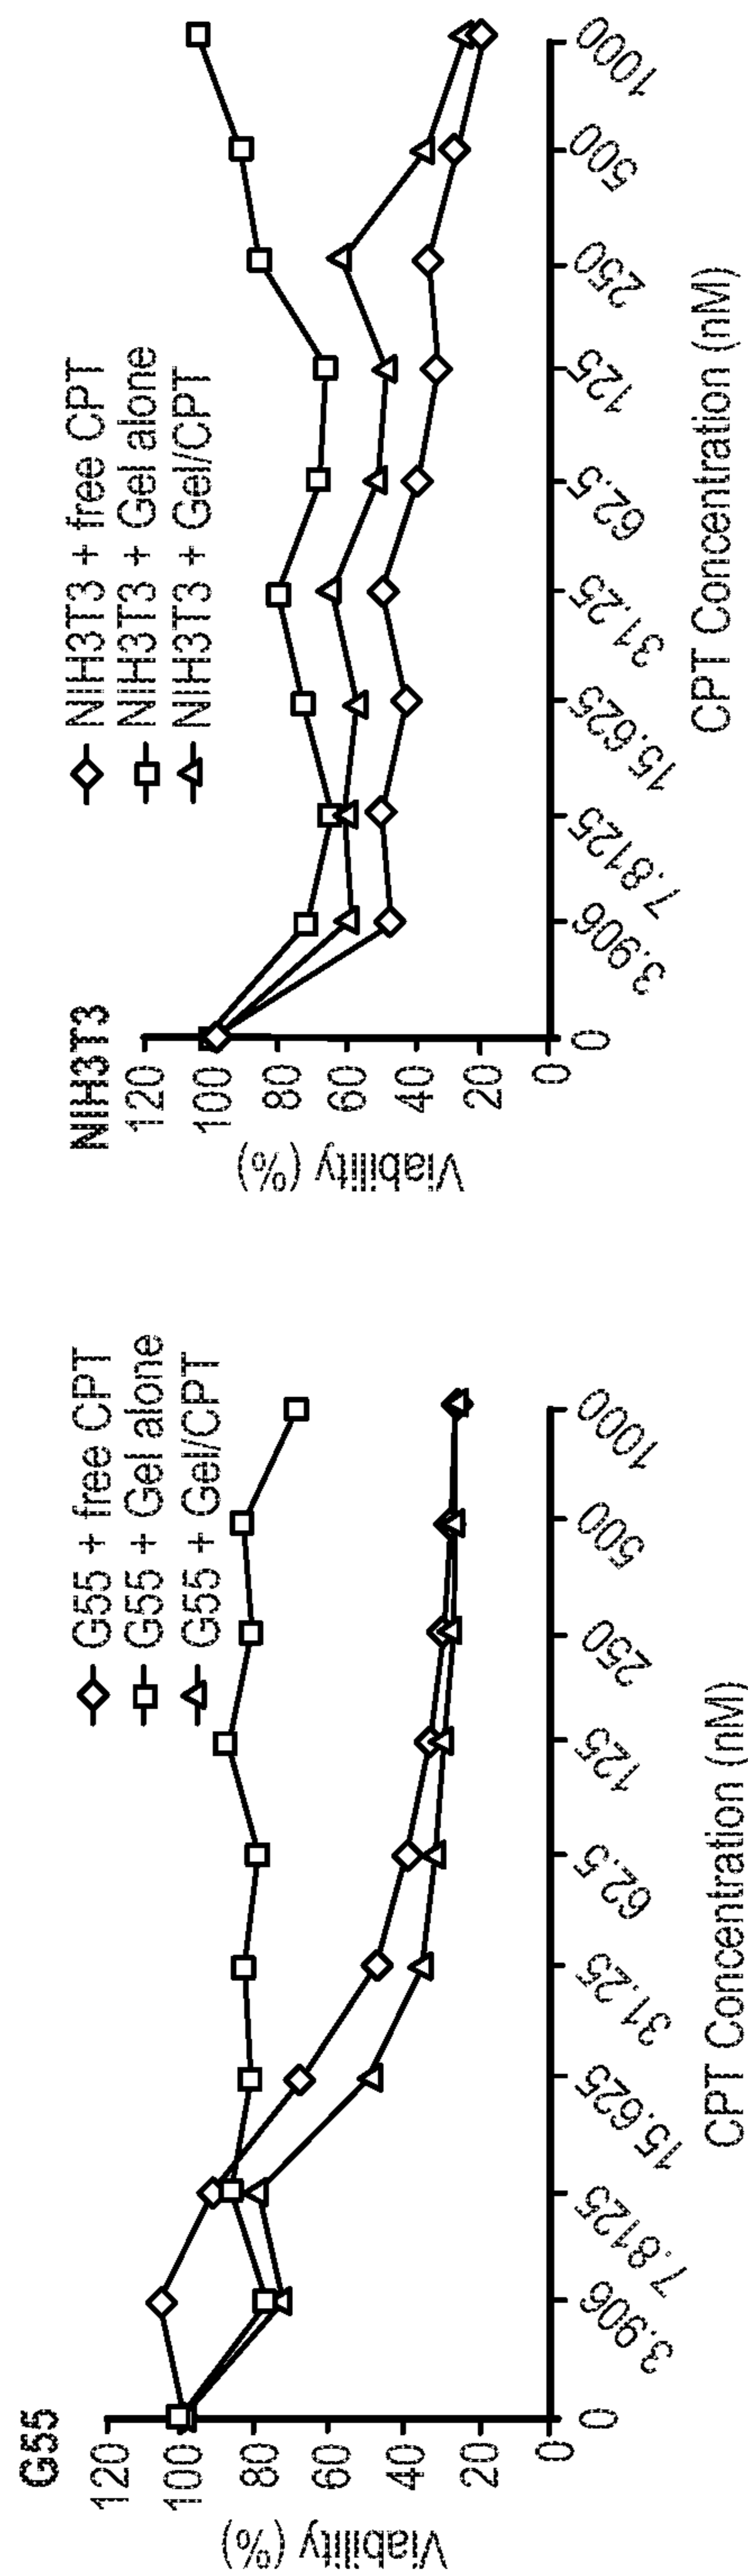 G55
G55 + free CPT
G55 + Gel alone
G55 + Gel/CPT
Viability (%)
120
100
80
60
40
20
0
0
3.906
7.8125
15.625
31.25
62.5
125
250
500
1000
CPT Concentration (nM)
NIH3T3
NIH3T3 + free CPT
NIH3T3 + Gel alone
NIH3T3 + Gel/CPT
Viability (%)
120
100
80
60
40
20
0
0
3.906
7.8125
15.625
31.25
62.5
125
250
500
1000
CPT Concentration (nM)